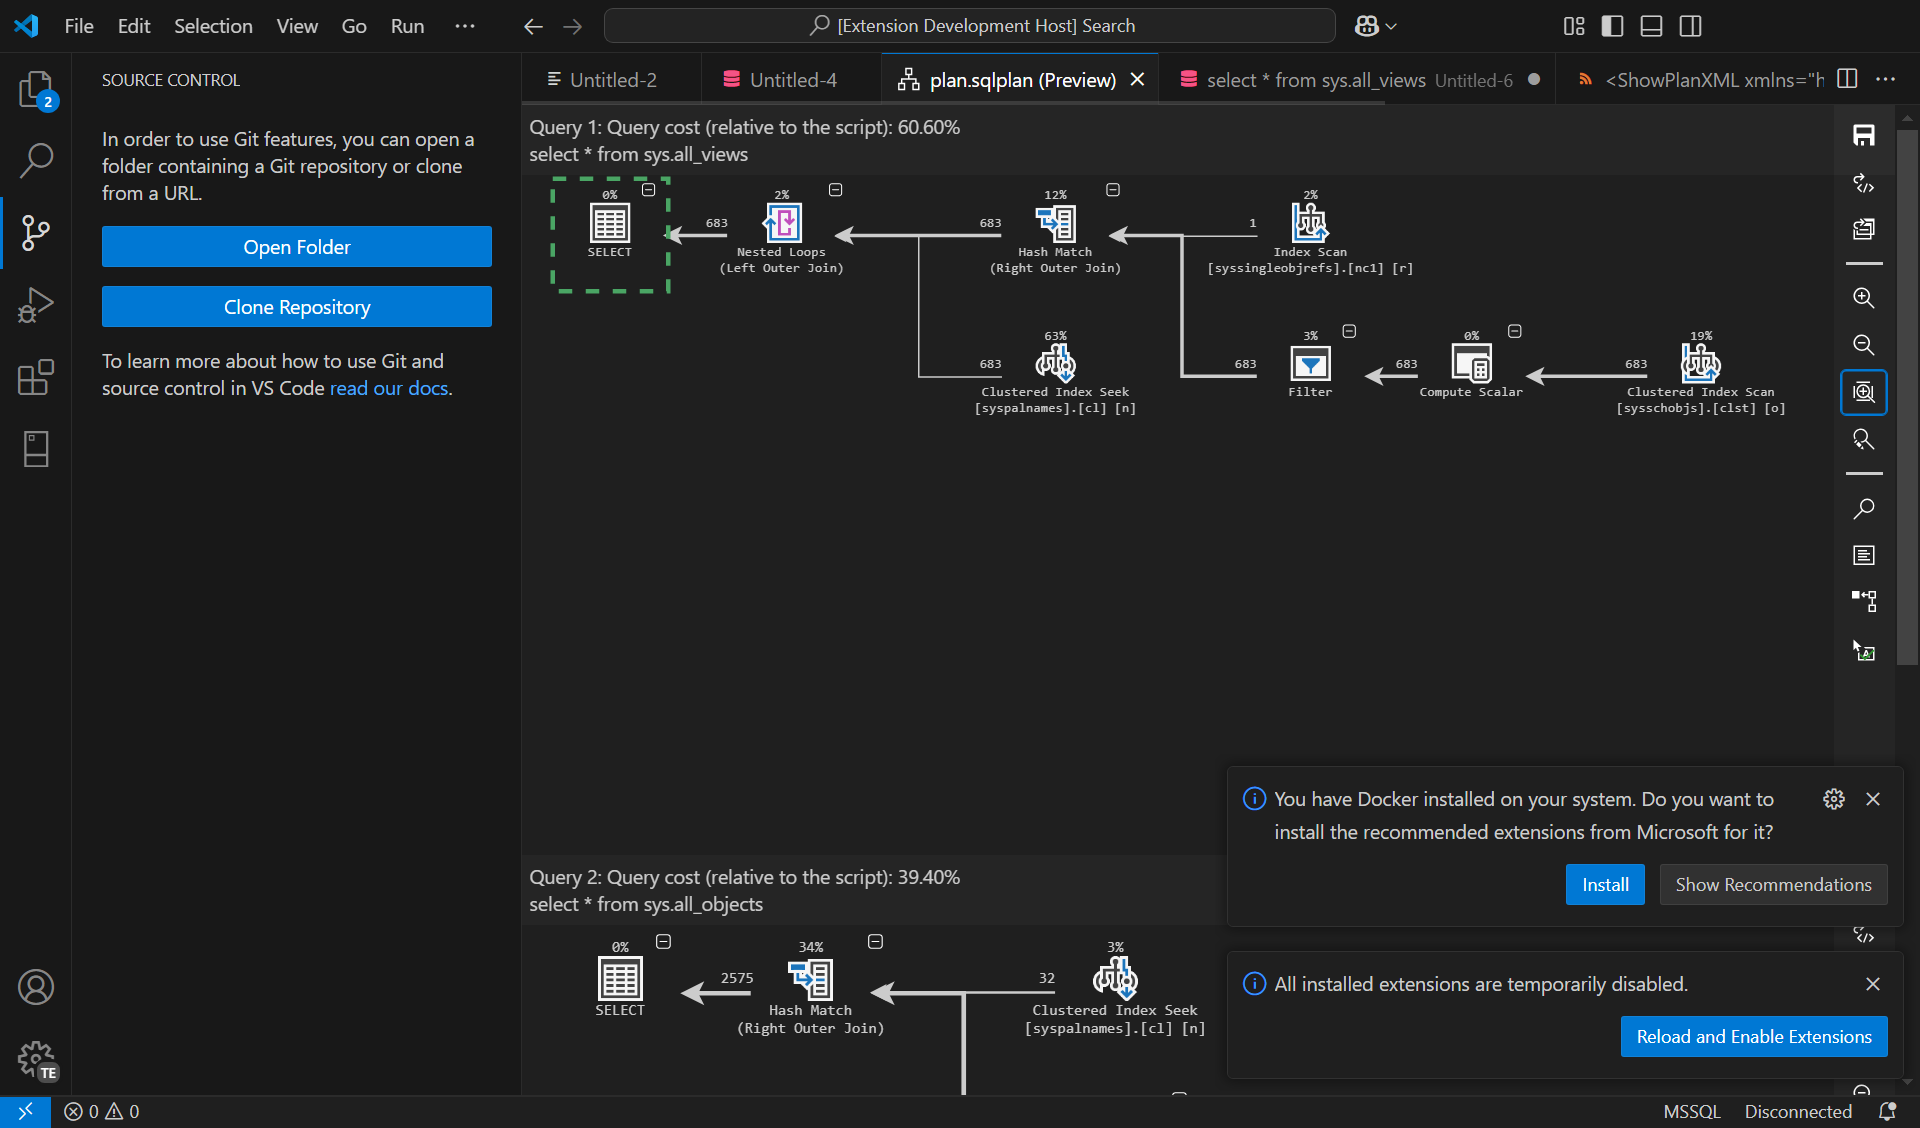 File Edit Selection View Go Run ···
[Extension Development Host] Search
2
SOURCE CONTROL
In order to use Git features, you can open a
folder containing a Git repository or clone
from a URL.
Open Folder
Clone Repository
To learn more about how to use Git and
source control in VS Code read our docs.
TE
Untitled-2
Untitled-4
plan.sqlplan (Preview)
select * from sys.all_views Untitled-6
<ShowPlanXML xmlns="h
Query 1: Query cost (relative to the script): 60.60%
select * from sys.all_views
0%
SELECT
683
2%
Nested Loops
(Left Outer Join)
683
12%
Hash Match
(Right Outer Join)
1
2%
Index Scan
[syssingleobjrefs].[nc1] [r]
683
63%
Clustered Index Seek
[syspalnames].[cl] [n]
683
3%
Filter
683
0%
Compute Scalar
683
19%
Clustered Index Scan
[sysschobjs].[clst] [o]
Query 2: Query cost (relative to the script): 39.40%
select * from sys.all_objects
0%
SELECT
2575
34%
Hash Match
(Right Outer Join)
32
3%
Clustered Index Seek
[syspalnames].[cl] [n]
You have Docker installed on your system. Do you want to
install the recommended extensions from Microsoft for it?
Install
Show Recommendations
All installed extensions are temporarily disabled.
Reload and Enable Extensions
0 0
MSSQL Disconnected